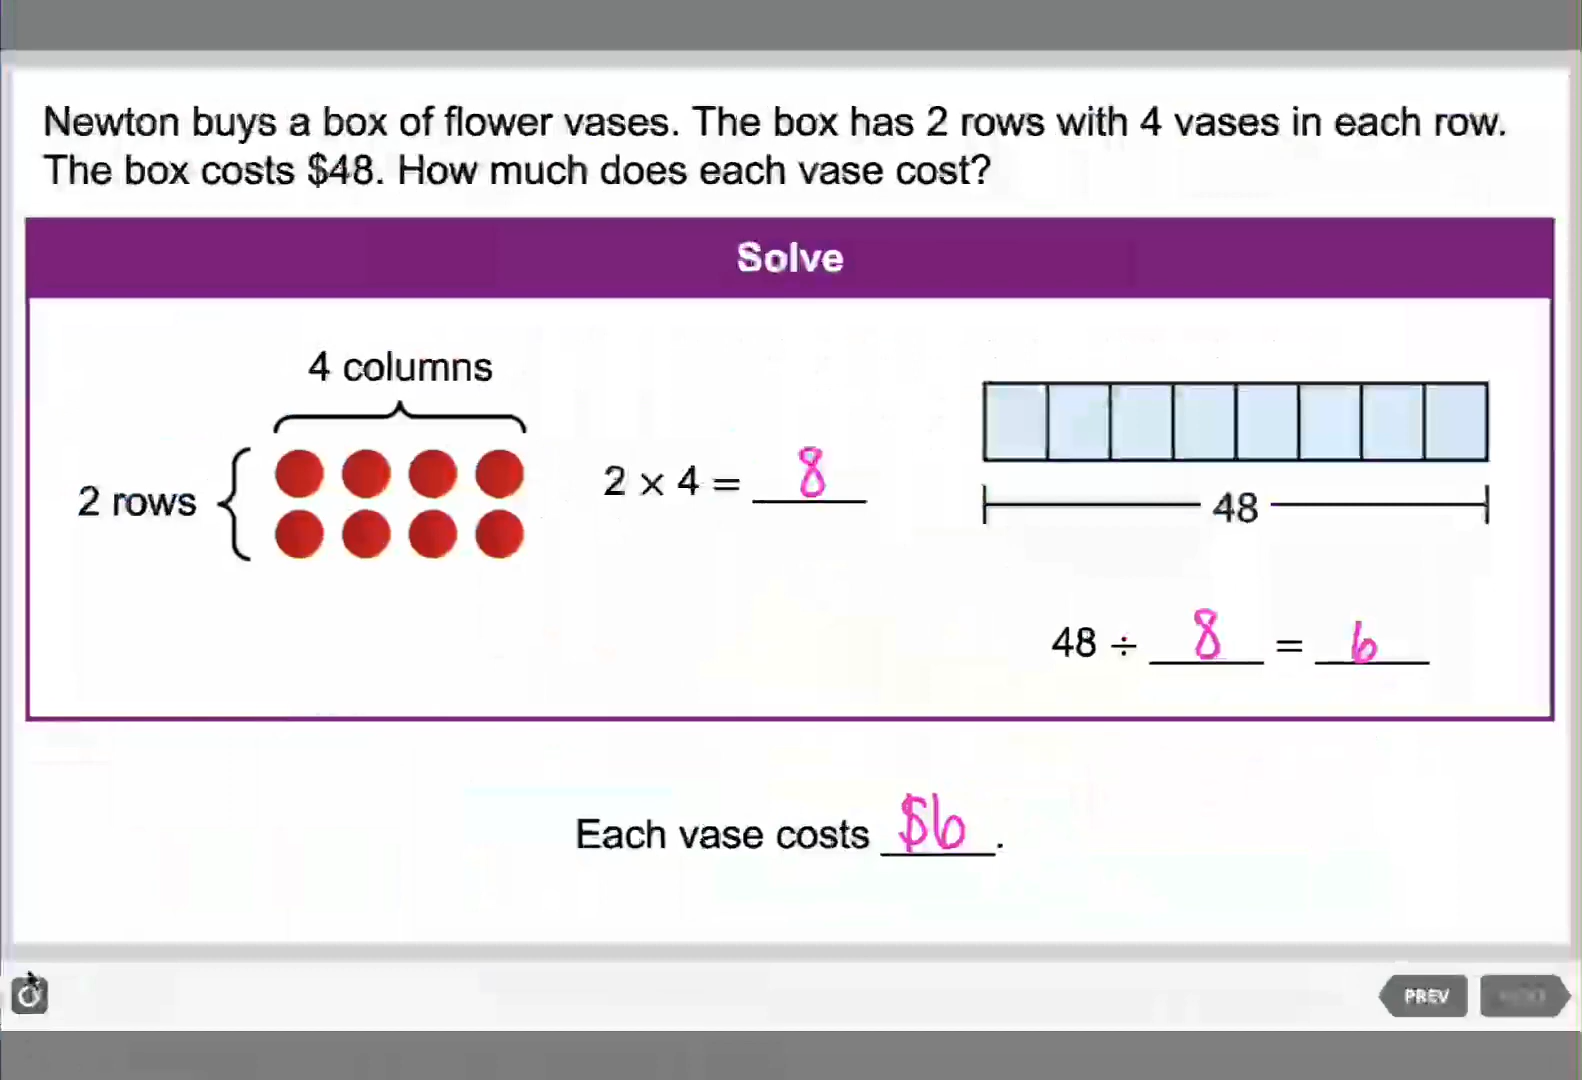 Newton buys a box of flower vases. The box has 2 rows with 4 vases in each row.
The box costs $48. How much does each vase cost?
Solve
4 columns
2 rows
2 × 4 = 8
48
48 ÷ 8 = 6
Each vase costs $6.
PREV